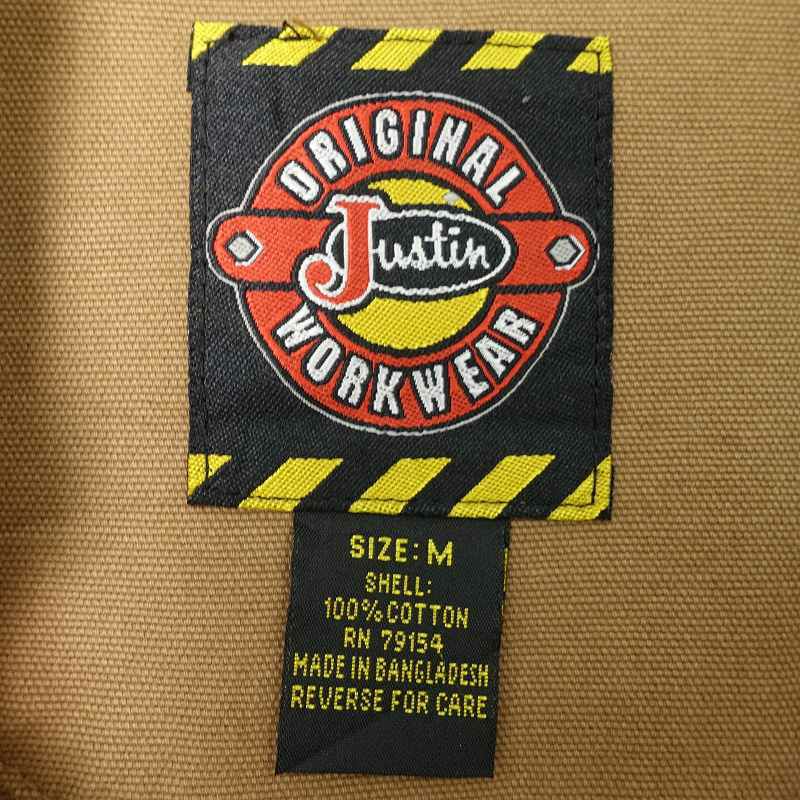 ORIGINAL
Justin
WORKWEAR
SIZE: M
SHELL:
100% COTTON
RN 79154
MADE IN BANGLADESH
REVERSE FOR CARE